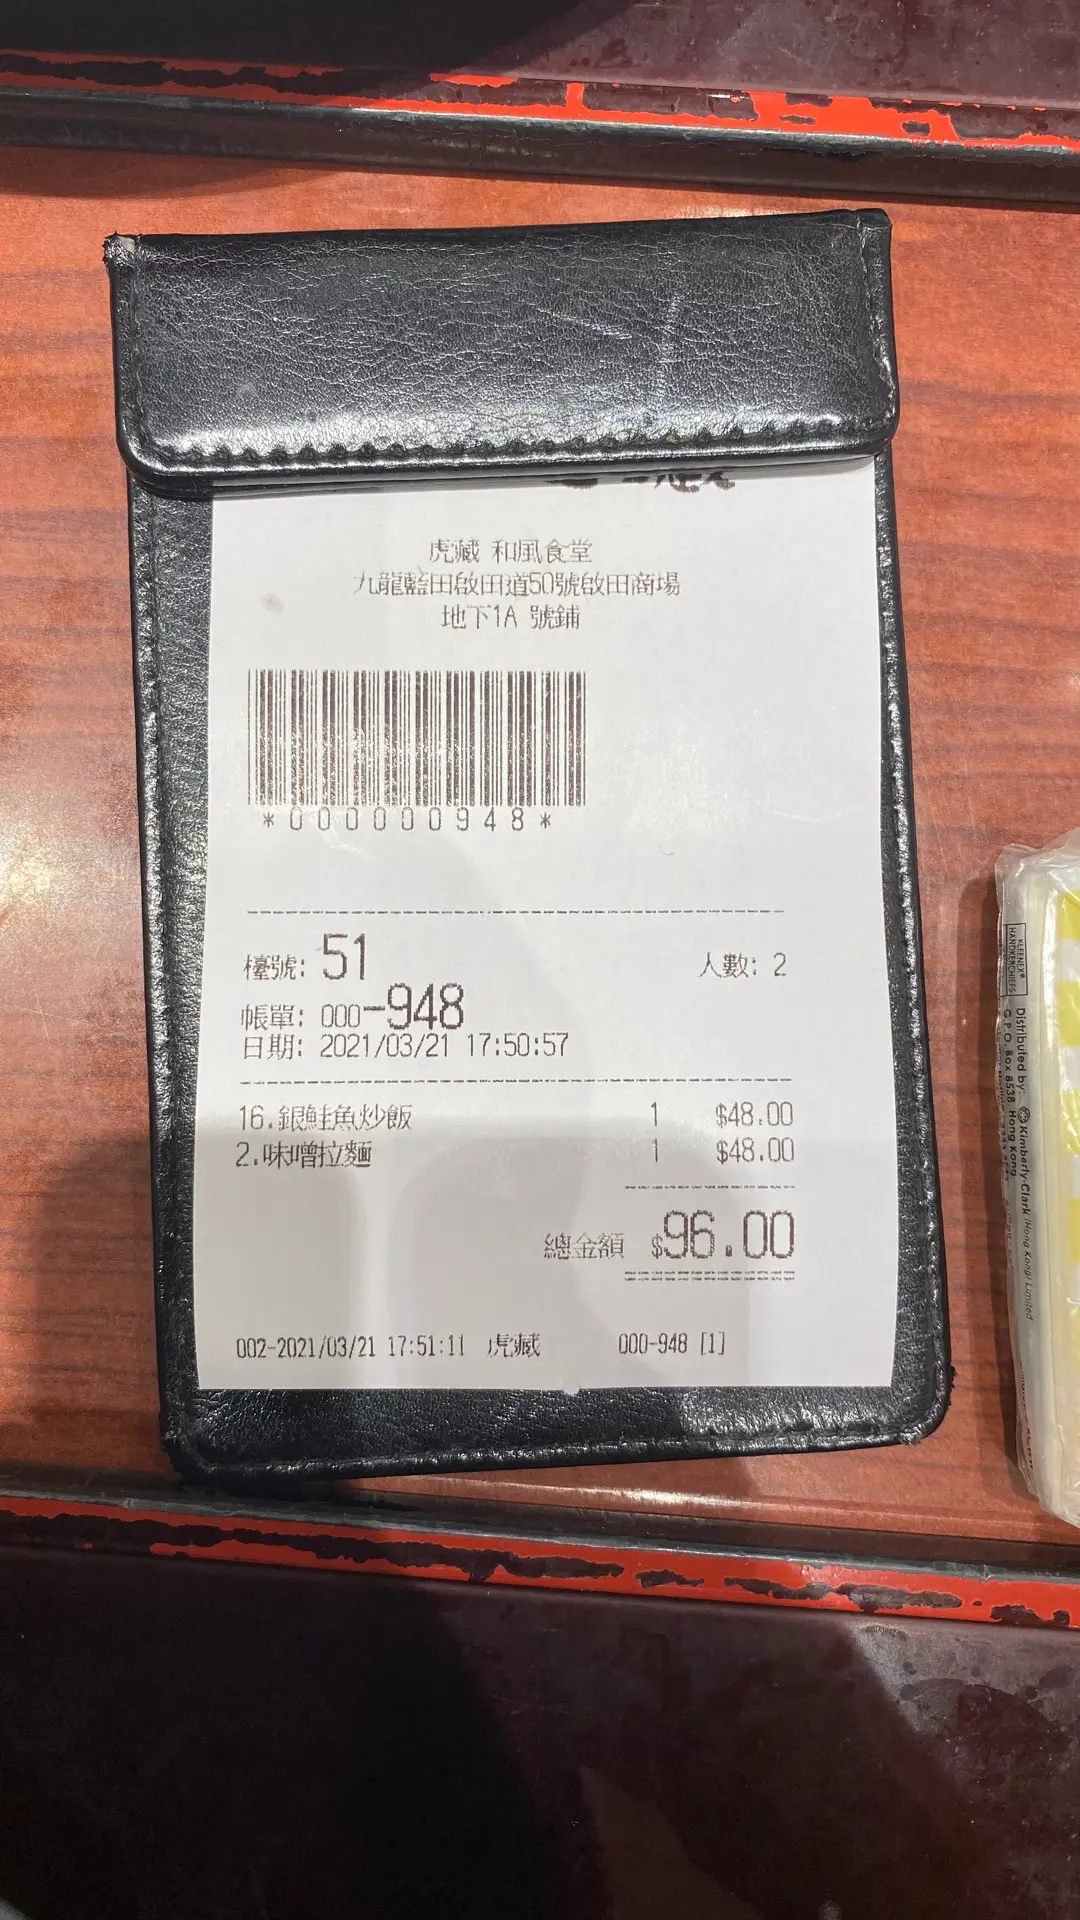 虎藏 和風食堂
九龍藍田啟田道50號啟田商場
地下1A 號鋪
*000000948*
檯號: 51 人數: 2
帳單: 000-948
日期: 2021/03/21 17:50:57
16.銀鮭魚炒飯 1 $48.00
2.味噌拉麵 1 $48.00
總金額 $96.00
002-2021/03/21 17:51:11 虎藏 000-948 [1]
KLEENEX®
HANDKERCHIEFS
Distributed by: Kimberly-Clark (Hong Kong) Limited
G.P.O. Box 8538, Hong Kong